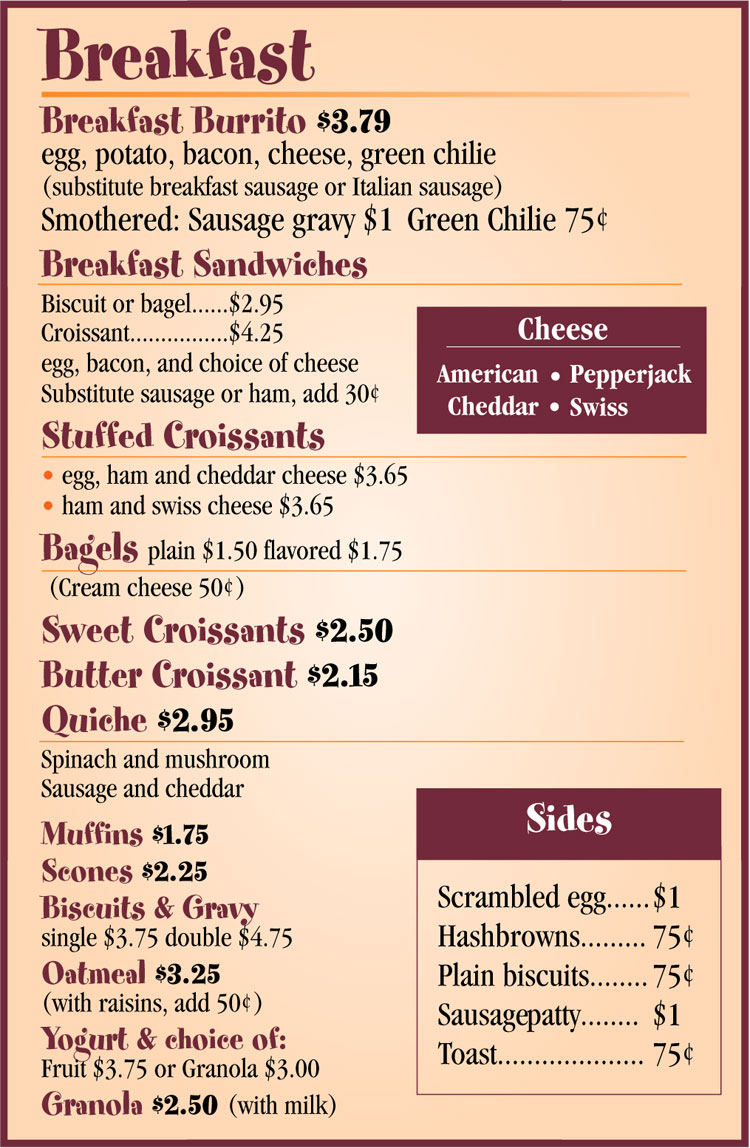 Breakfast
Breakfast Burrito $3.79
egg, potato, bacon, cheese, green chilie
(substitute breakfast sausage or Italian sausage)
Smothered: Sausage gravy $1 Green Chilie 75¢
Breakfast Sandwiches
Biscuit or bagel......$2.95
Croissant................$4.25
egg, bacon, and choice of cheese
Substitute sausage or ham, add 30¢
Cheese
American • Pepperjack
Cheddar • Swiss
Stuffed Croissants
• egg, ham and cheddar cheese $3.65
• ham and swiss cheese $3.65
Bagels plain $1.50 flavored $1.75
(Cream cheese 50¢)
Sweet Croissants $2.50
Butter Croissant $2.15
Quiche $2.95
Spinach and mushroom
Sausage and cheddar
Muffins $1.75
Scones $2.25
Biscuits & Gravy
single $3.75 double $4.75
Oatmeal $3.25
(with raisins, add 50¢)
Yogurt & choice of:
Fruit $3.75 or Granola $3.00
Granola $2.50 (with milk)
Sides
Scrambled egg......$1
Hashbrowns......... 75¢
Plain biscuits........ 75¢
Sausagepatty........ $1
Toast..................... 75¢